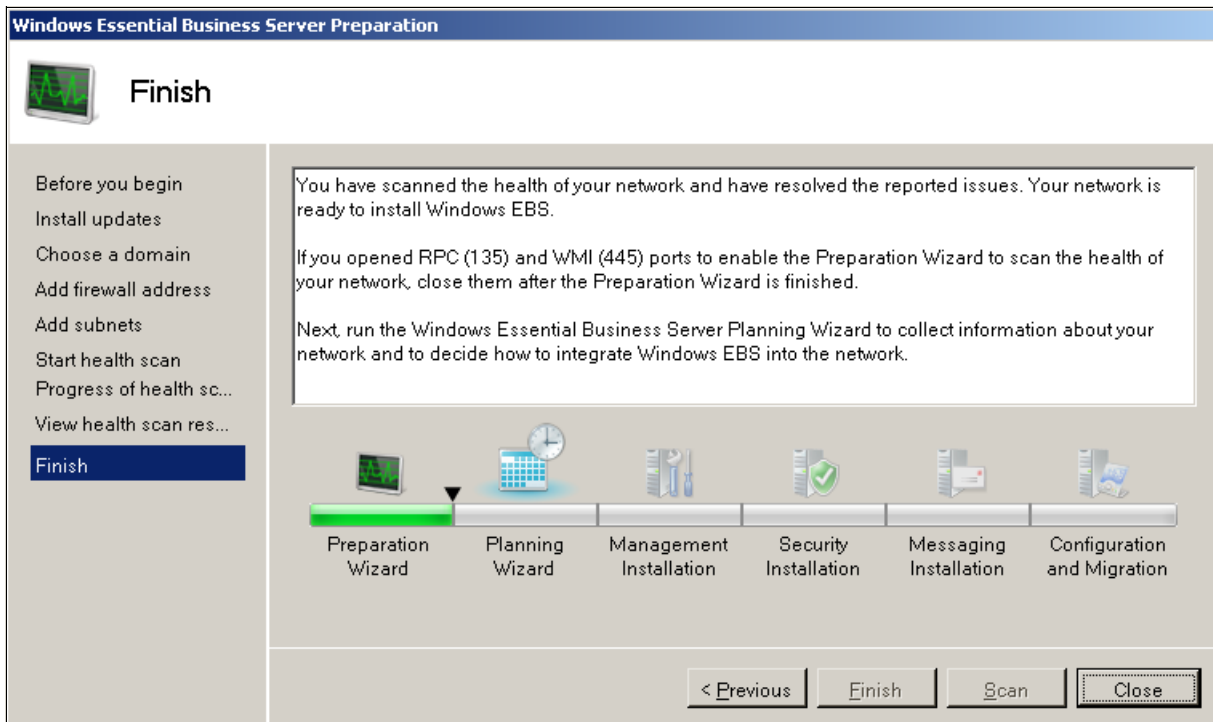 Windows Essential Business Server Preparation
Finish
Before you begin
Install updates
Choose a domain
Add firewall address
Add subnets
Start health scan
Progress of health sc...
View health scan res...
Finish
You have scanned the health of your network and have resolved the reported issues. Your network is
ready to install Windows EBS.
If you opened RPC (135) and WMI (445) ports to enable the Preparation Wizard to scan the health of
your network, close them after the Preparation Wizard is finished.
Next, run the Windows Essential Business Server Planning Wizard to collect information about your
network and to decide how to integrate Windows EBS into the network.
Preparation
Wizard
Planning
Wizard
Management
Installation
Security
Installation
Messaging
Installation
Configuration
and Migration
< Previous
Finish
Scan
Close